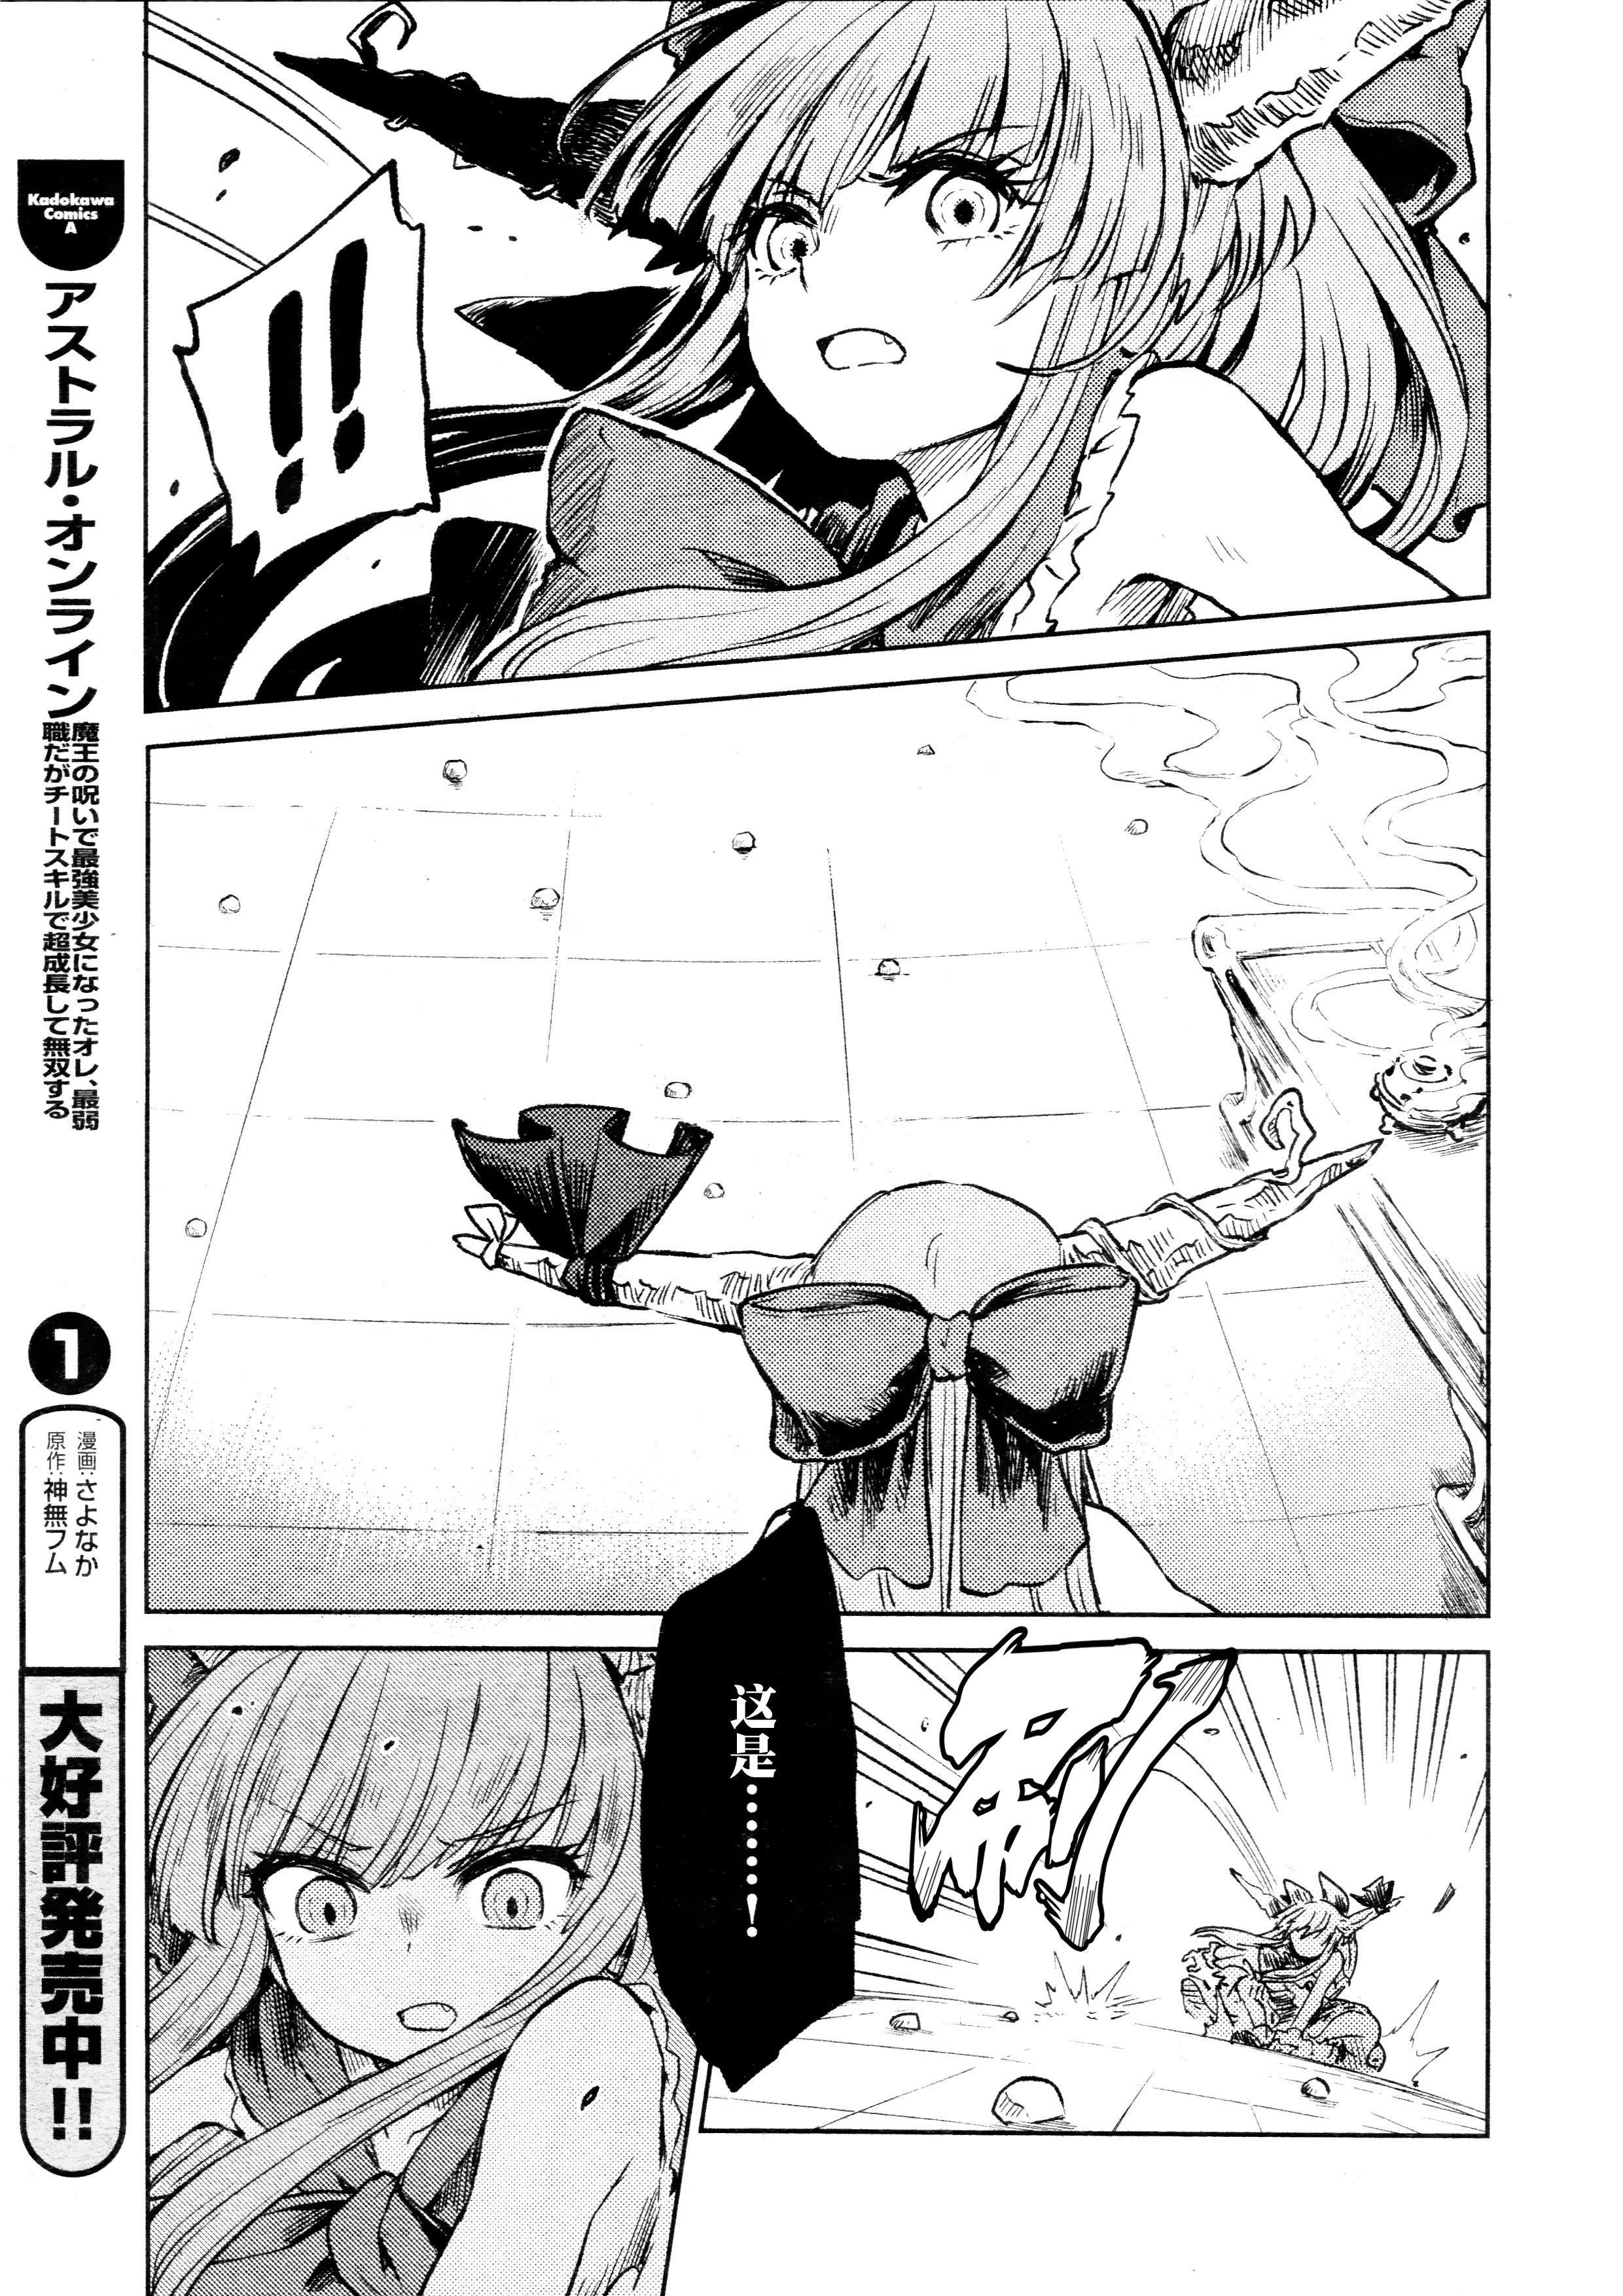 !!
这是………!
Kadokawa
Comics
A
アストラル・オンライン
魔王の呪いで最強美少女になったオレ、最弱
職だがチートスキルで超成長して無双する
1
漫画：さよなか
原作：神無フム
大好評発売中!!